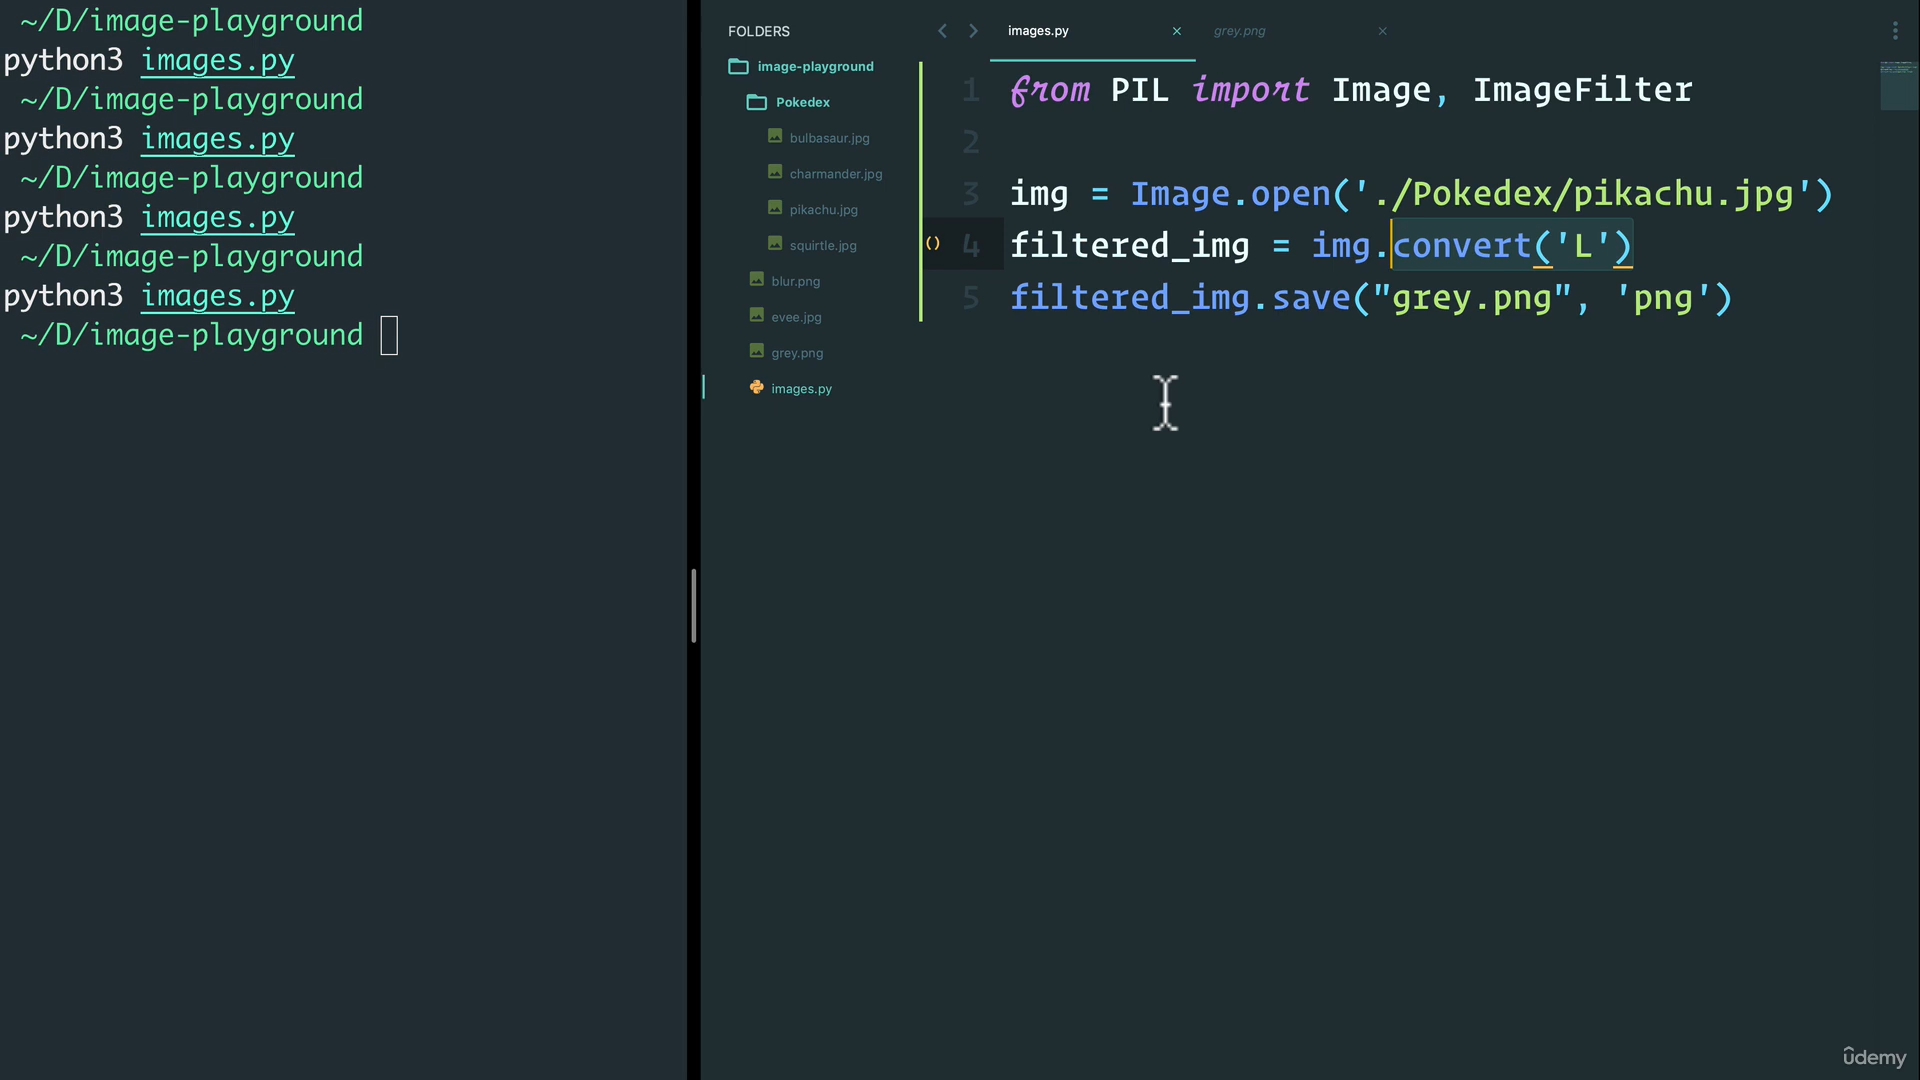 ~/D/image-playground
python3 images.py
~/D/image-playground
python3 images.py
~/D/image-playground
python3 images.py
~/D/image-playground
python3 images.py
~/D/image-playground
FOLDERS
image-playground
Pokedex
bulbasaur.jpg
charmander.jpg
pikachu.jpg
squirtle.jpg
blur.png
evee.jpg
grey.png
images.py
images.py × grey.png ×
1 from PIL import Image, ImageFilter
2
3 img = Image.open('./Pokedex/pikachu.jpg')
() 4 filtered_img = img.convert('L')
5 filtered_img.save("grey.png", 'png')
ûdemy